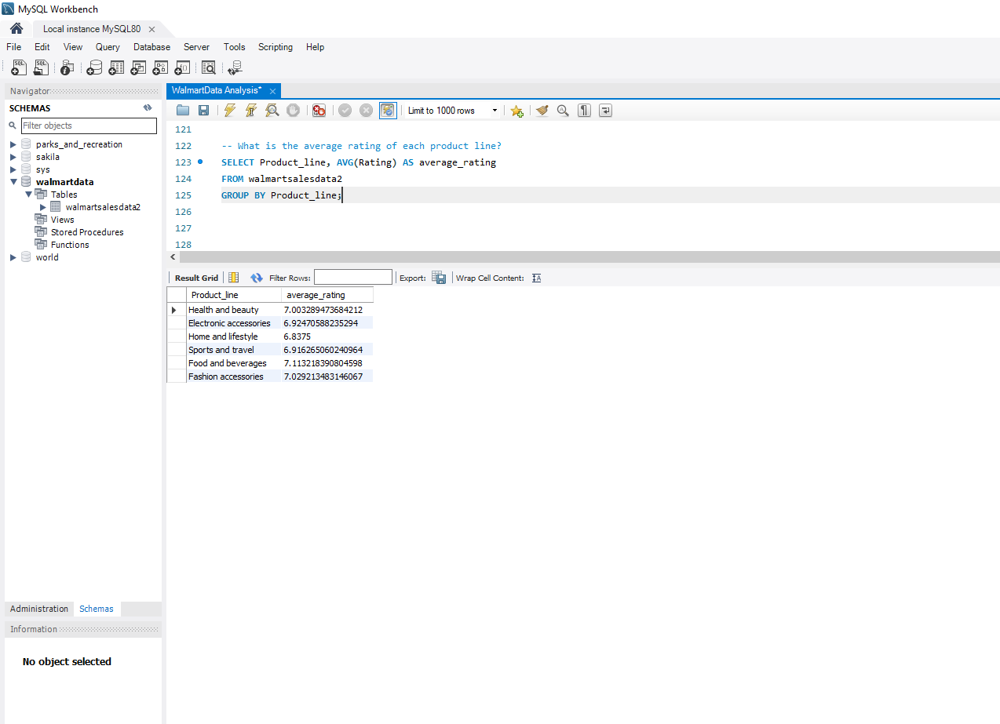 MySQL Workbench
Local instance MySQL80
File Edit View Query Database Server Tools Scripting Help
Navigator
SCHEMAS
Filter objects
parks_and_recreation
sakila
sys
walmartdata
Tables
walmartsalesdata2
Views
Stored Procedures
Functions
world
Administration Schemas
Information
No object selected
WalmartData Analysis*
Limit to 1000 rows
121
122 -- What is the average rating of each product line?
123 SELECT Product_line, AVG(Rating) AS average_rating
124 FROM walmartsalesdata2
125 GROUP BY Product_line;
126
127
128
Result Grid Filter Rows: Export: Wrap Cell Content:
Product_line average_rating
Health and beauty 7.003289473684212
Electronic accessories 6.92470588235294
Home and lifestyle 6.8375
Sports and travel 6.916265060240964
Food and beverages 7.113218390804598
Fashion accessories 7.029213483146067